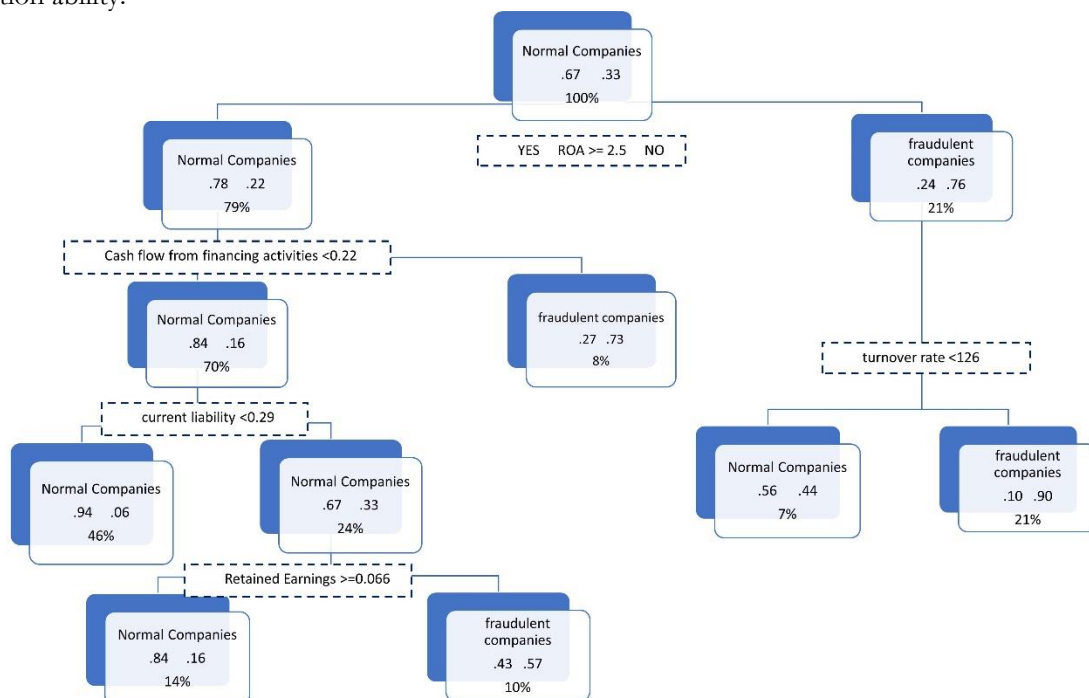 tion ability.
Normal Companies
.67 .33
100%
YES ROA >= 2.5 NO
Normal Companies
.78 .22
79%
fraudulent
companies
.24 .76
21%
Cash flow from financing activities <0.22
Normal Companies
.84 .16
70%
fraudulent companies
.27 .73
8%
turnover rate <126
current liability <0.29
Normal Companies
.94 .06
46%
Normal Companies
.67 .33
24%
Normal Companies
.56 .44
7%
fraudulent
companies
.10 .90
21%
Retained Earnings >=0.066
Normal Companies
.84 .16
14%
fraudulent
companies
.43 .57
10%